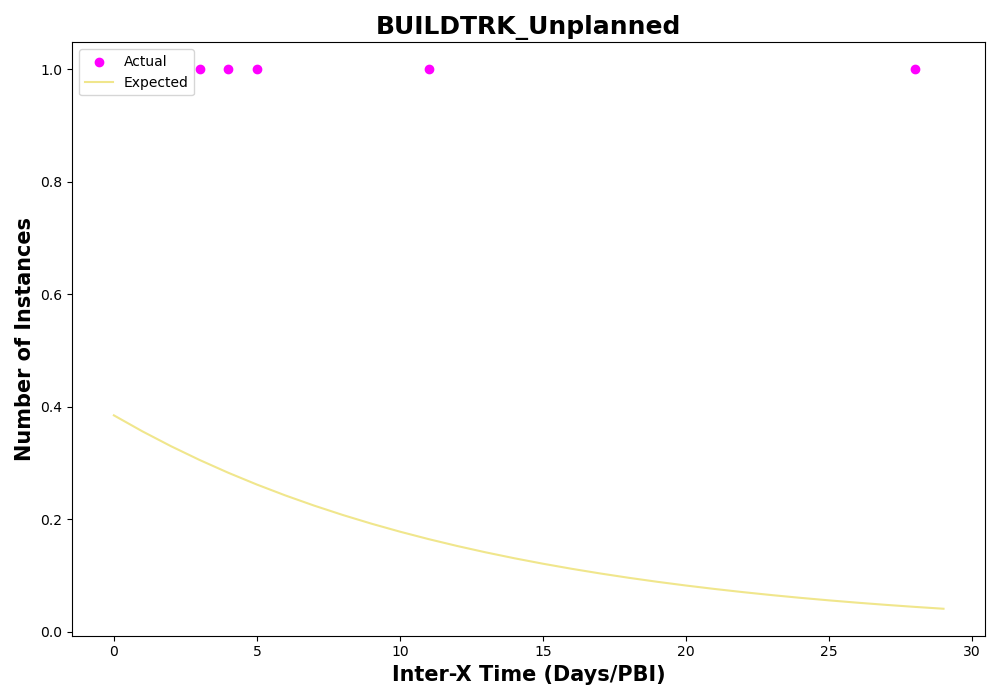 BUILDTRK_Unplanned
Actual
Expected
Number of Instances
1.0
0.8
0.6
0.4
0.2
0.0
0 5 10 15 20 25 30
Inter-X Time (Days/PBI)